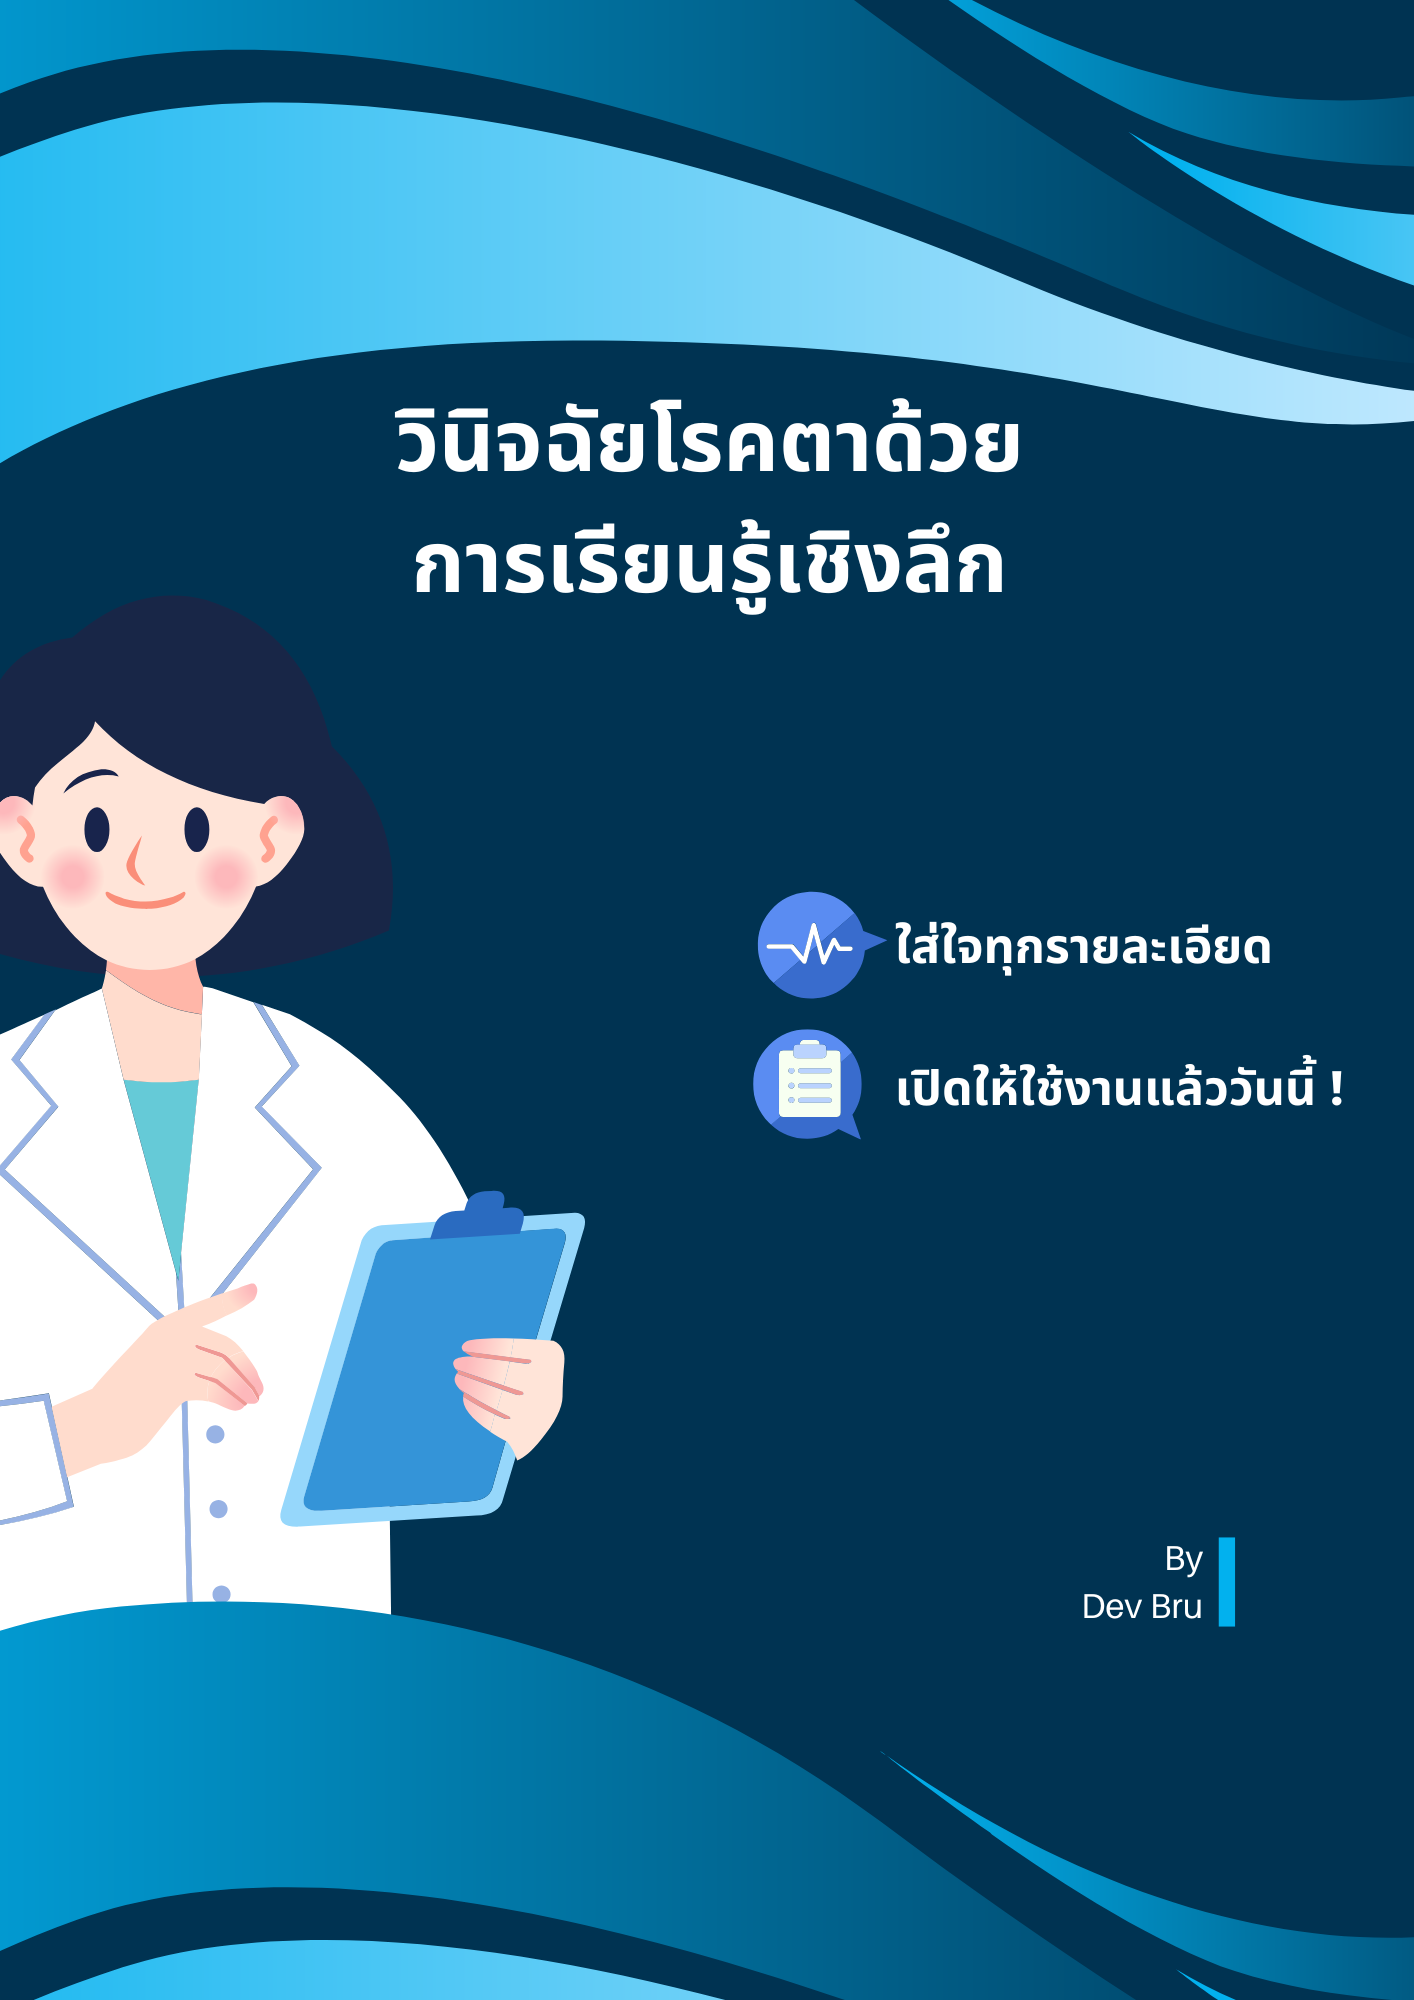 วินิจฉัยโรคตาด้วย
การเรียนรู้เชิงลึก
ใส่ใจทุกรายละเอียด
เปิดให้ใช้งานแล้ววันนี้ !
By
Dev Bru